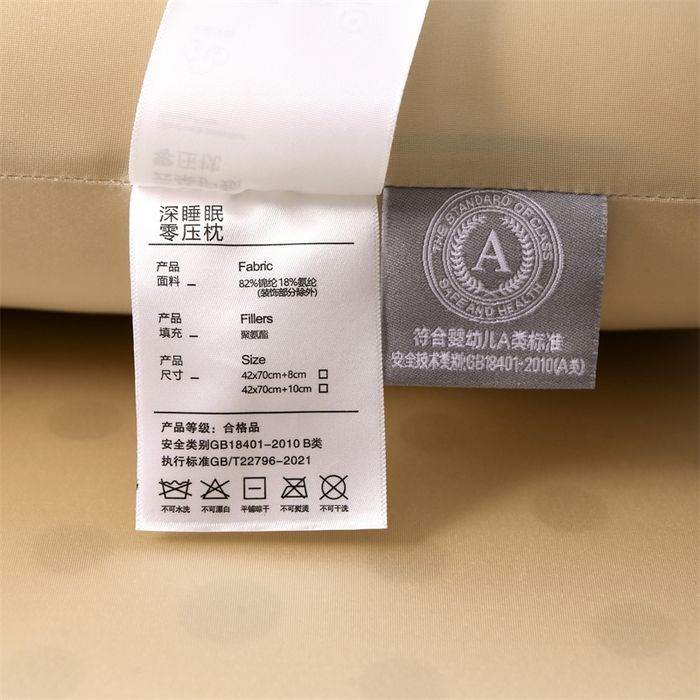 深睡眠
零压枕
产品 Fabric
面料 – 82%锦纶18%氨纶
(装饰部分除外)
产品 Fillers
填充 – 聚氨酯
产品 Size
尺寸 – 42x70cm+8cm □
42x70cm+10cm □
产品等级：合格品
安全类别GB18401-2010 B类
执行标准GB/T22796-2021
不可水洗 不可漂白 平铺晾干 不可熨烫 不可干洗
THE STANDARD OF CLASS
A
SAFE AND HEALTH
符合婴幼儿A类标准
安全技术类别:GB18401-2010(A类)